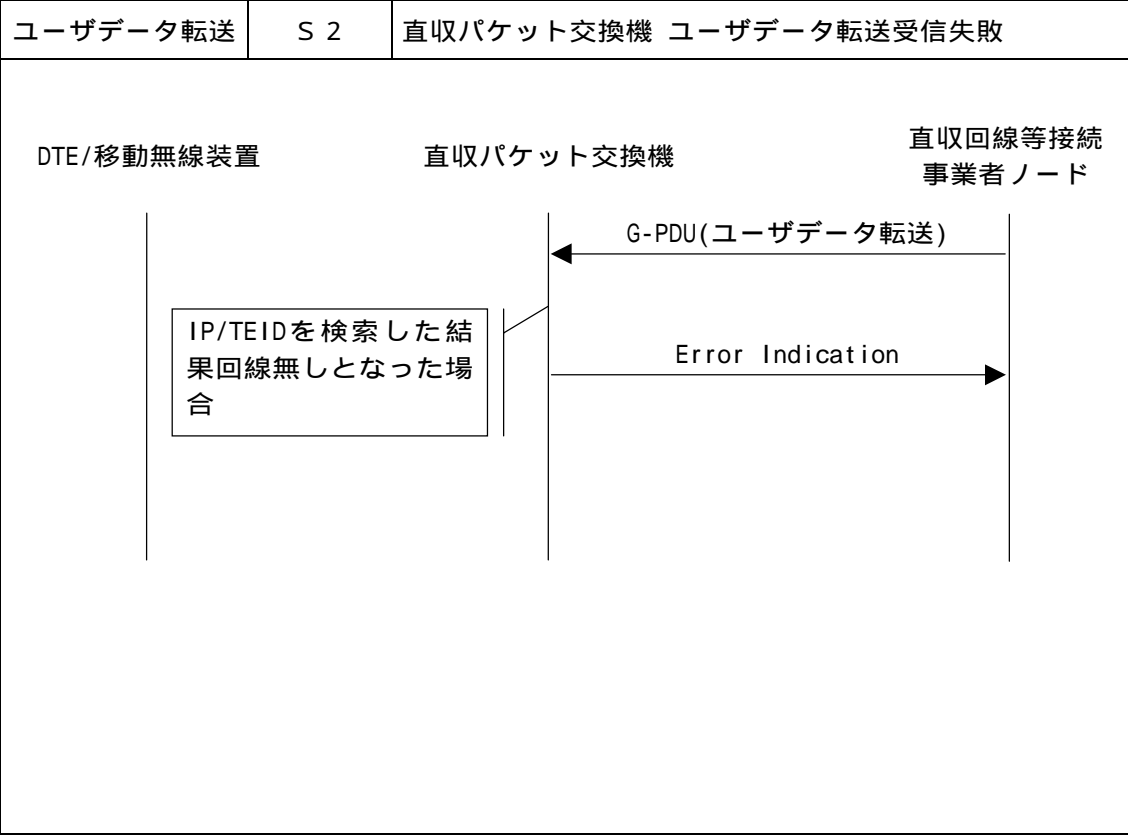 ユーザデータ転送 S 2 直収パケット交換機 ユーザデータ転送受信失敗
DTE/移動無線装置
直収パケット交換機
直収回線等接続
事業者ノード
G-PDU(ユーザデータ転送)
IP/TEIDを検索した結
果回線無しとなった場
合
Error Indication